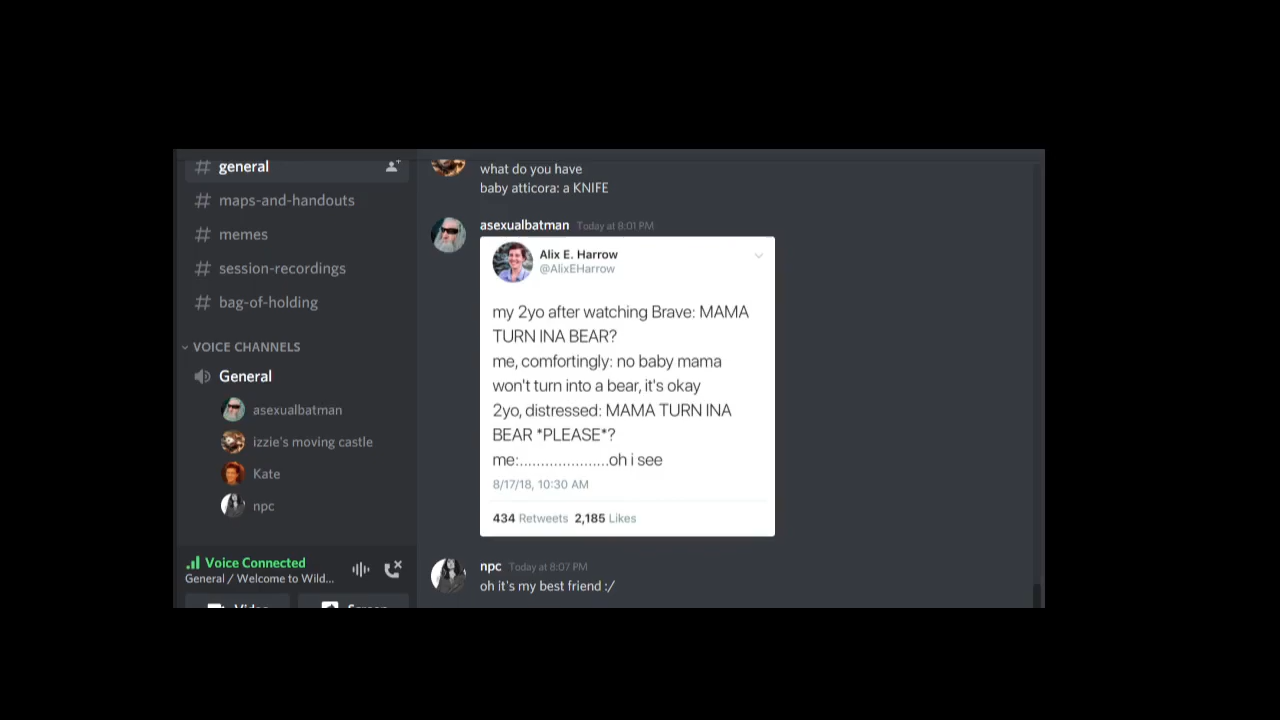 # general
# maps-and-handouts
# memes
# session-recordings
# bag-of-holding
VOICE CHANNELS
General
asexualbatman
izzie's moving castle
Kate
npc
Voice Connected
General / Welcome to Wild...
Video
Screen
what do you have
baby atticora: a KNIFE
asexualbatman Today at 8:01 PM
Alix E. Harrow
@AlixEHarrow
my 2yo after watching Brave: MAMA
TURN INA BEAR?
me, comfortingly: no baby mama
won't turn into a bear, it's okay
2yo, distressed: MAMA TURN INA
BEAR *PLEASE*?
me:.....................oh i see
8/17/18, 10:30 AM
434 Retweets 2,185 Likes
npc Today at 8:07 PM
oh it's my best friend :/